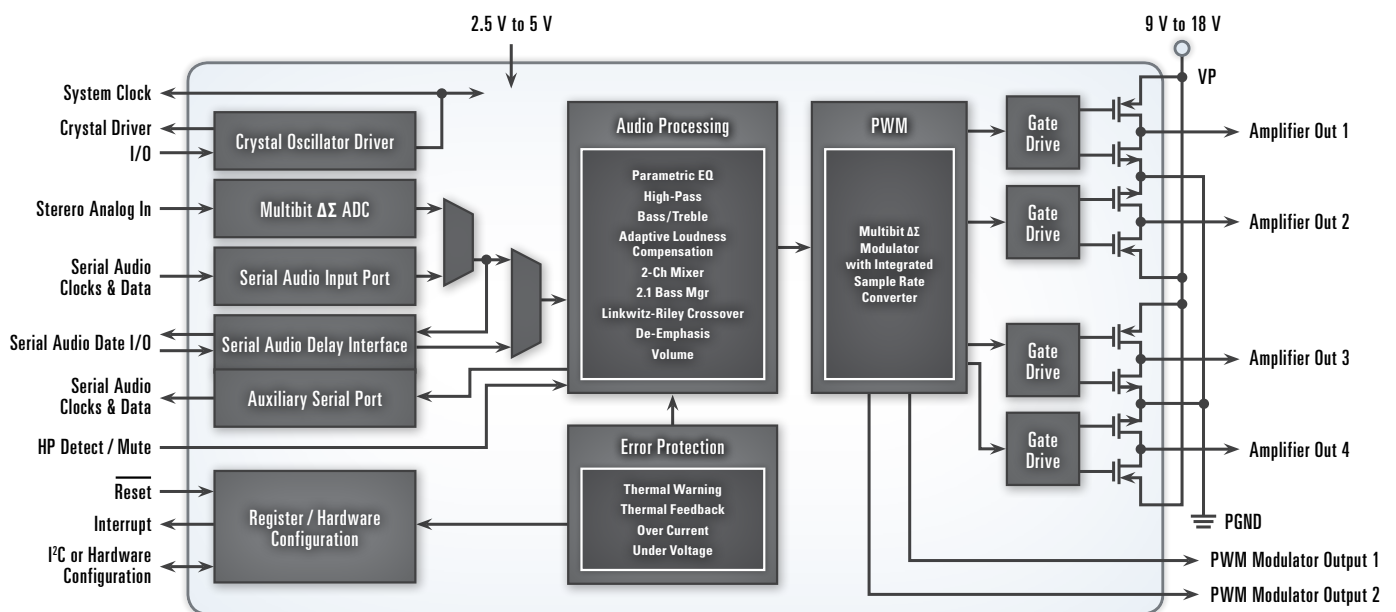 2.5 V to 5 V
9 V to 18 V
VP
System Clock
Crystal Driver
I/O
Crystal Oscillator Driver
Sterero Analog In
Multibit ΔΣ ADC
Serial Audio
Clocks & Data
Serial Audio Input Port
Serial Audio Date I/O
Serial Audio Delay Interface
Serial Audio
Clocks & Data
Auxiliary Serial Port
HP Detect / Mute
Reset
Interrupt
I²C or Hardware
Configuration
Register / Hardware
Configuration
Audio Processing
Parametric EQ
High-Pass
Bass/Treble
Adaptive Loudness
Compensation
2-Ch Mixer
2.1 Bass Mgr
Linkwitz-Riley Crossover
De-Emphasis
Volume
Error Protection
Thermal Warning
Thermal Feedback
Over Current
Under Voltage
PWM
Multibit ΔΣ
Modulator
with Integrated
Sample Rate
Converter
Gate
Drive
Gate
Drive
Gate
Drive
Gate
Drive
Amplifier Out 1
Amplifier Out 2
Amplifier Out 3
Amplifier Out 4
PGND
PWM Modulator Output 1
PWM Modulator Output 2